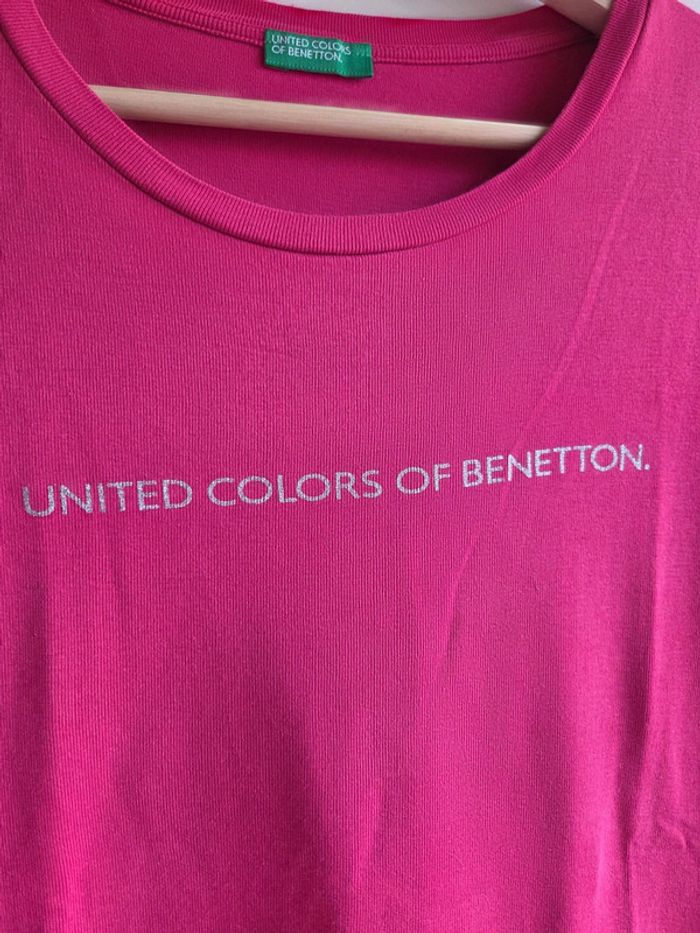 UNITED COLORS
OF BENETTON.
UNITED COLORS OF BENETTON.